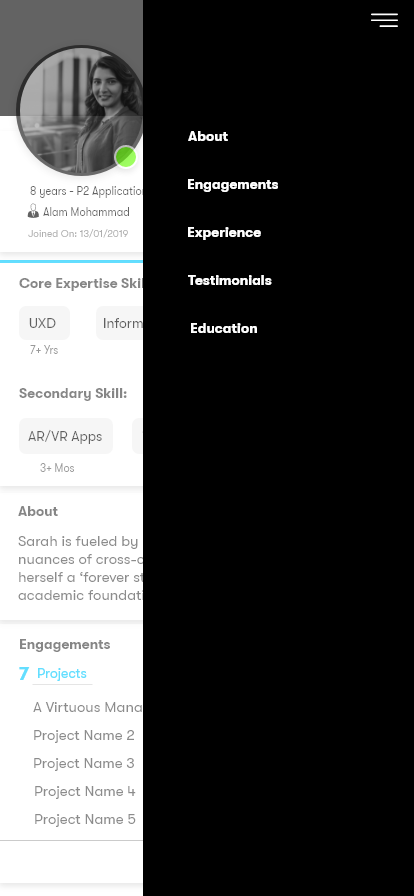 8 years - P2 Application
Alam Mohammad
Joined On: 13/01/2019
Core Expertise Skil
UXD
Inform
7+ Yrs
Secondary Skill:
AR/VR Apps
3+ Mos
About
Sarah is fueled by
nuances of cross-c
herself a ‘forever st
academic foundati
Engagements
7 Projects
A Virtuous Mana
Project Name 2
Project Name 3
Project Name 4
Project Name 5
About
Engagements
Experience
Testimonials
Education